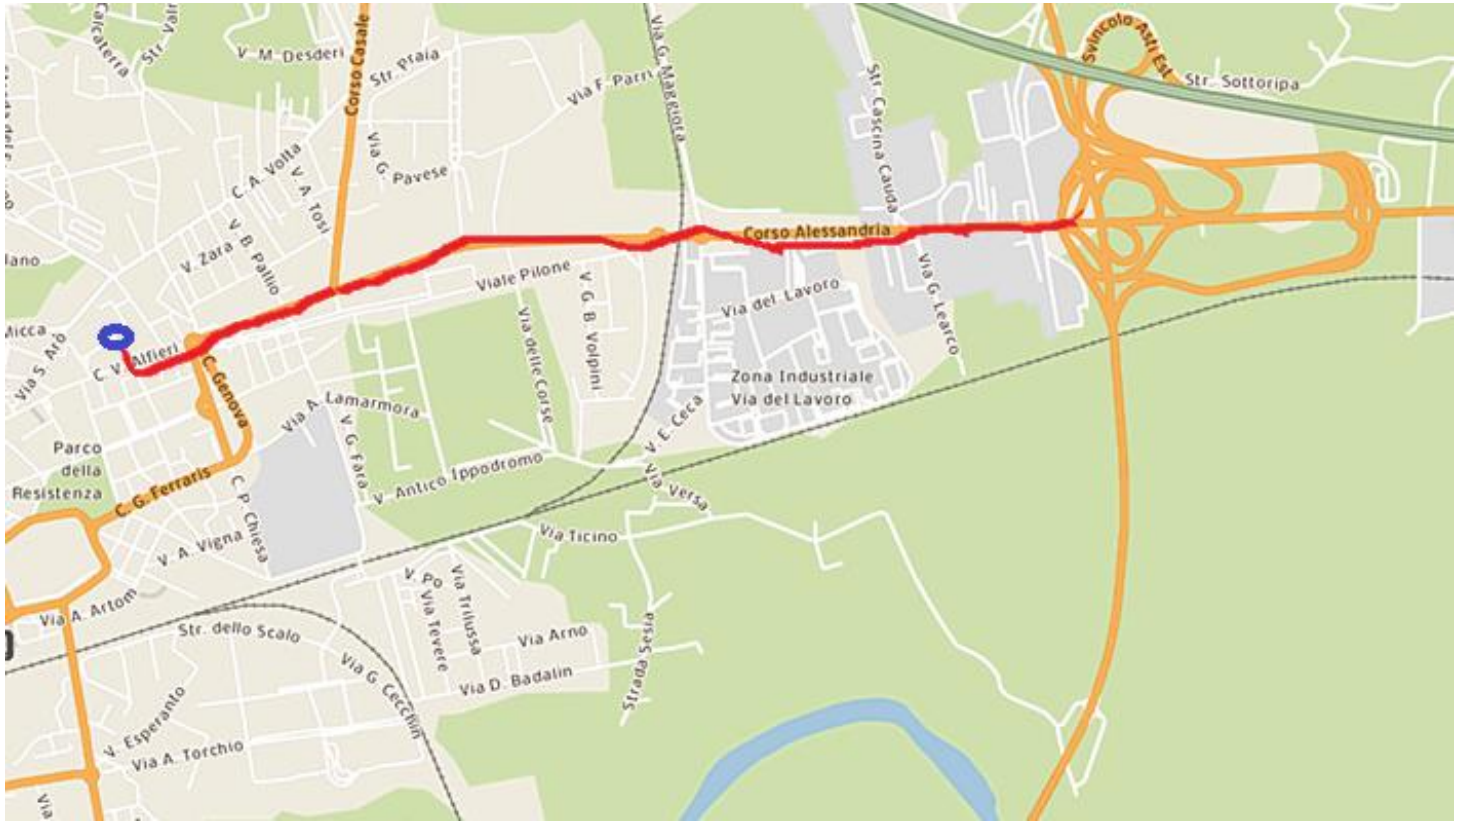 Str.
V. M. Desderi
Corso Casale
Str. Praia
Via F. Parri
Via G. Maggiora
Str. Cascina Cauda
Svincolo Asti Est
Str. Sottoripa
C. A. Volta
V. A. Tosi
Via G.
Pavese
V. Zara
V. B. Pallio
Corso Alessandria
Viale Pilone
V. G. B. Volpini
Via del Lavoro
Via G. Learco
Micca
Via S. Aro
C. V. Alfieri
C. Genova
Via delle Corse
Zona Industriale
Via del Lavoro
Via A. Lamarmora
V. G. Fara
V. E. Ceca
Parco
della
Resistenza
V. Antico Ippodromo
C. G. Ferraris
C. P. Chiesa
Via Versa
Via Ticino
V. A. Vigna
V. Po
Via Trilussa
Via Tevere
Via A. Artom
Str. dello Scalo
Via Arno
Strada Sesia
Via G. Cecchin
Via D. Badalin
V. Esperanto
Via A. Torchio
Via